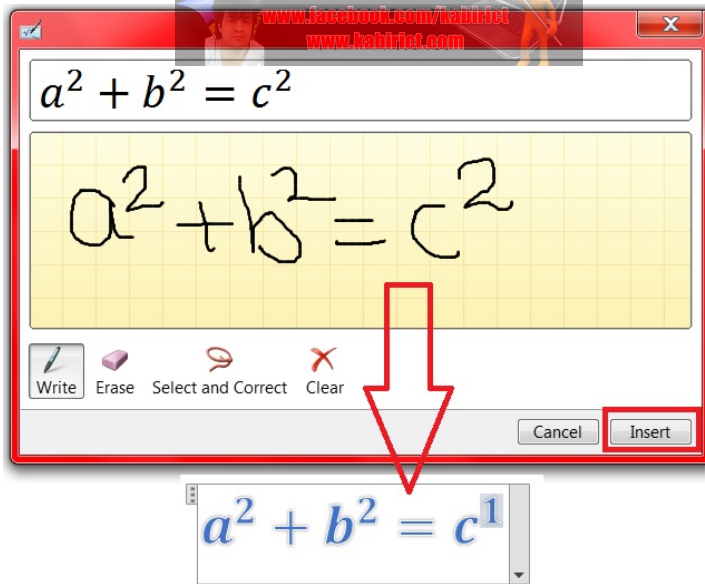 www.facebook.com/kabirict
www.kabirict.com
a² + b² = c²
a² + b² = c²
Write Erase Select and Correct Clear
Cancel Insert
a² + b² = c¹